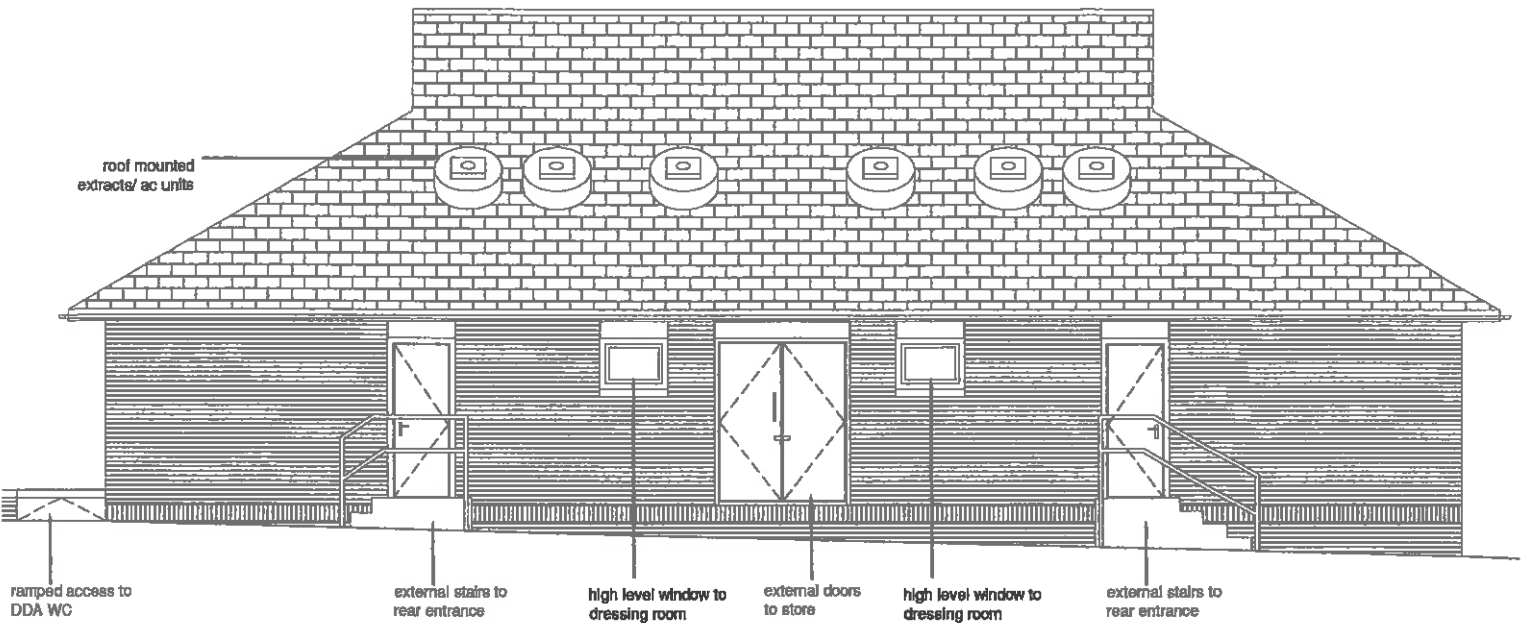 roof mounted
extracts/ ac units
ramped access to
DDA WC
external stairs to
rear entrance
high level window to
dressing room
external doors
to store
high level window to
dressing room
external stairs to
rear entrance